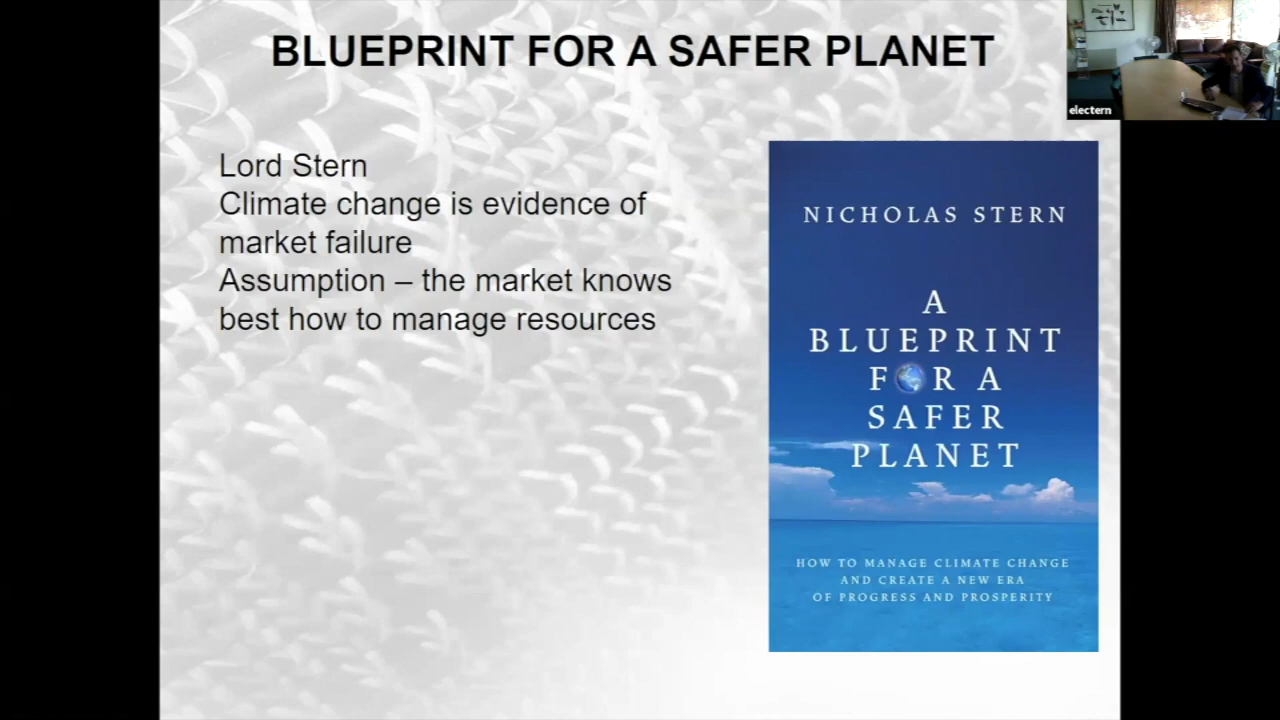 BLUEPRINT FOR A SAFER PLANET
electern
Lord Stern
Climate change is evidence of
market failure
Assumption – the market knows
best how to manage resources
NICHOLAS STERN
A
BLUEPRINT
FOR A
SAFER
PLANET
HOW TO MANAGE CLIMATE CHANGE
AND CREATE A NEW ERA
OF PROGRESS AND PROSPERITY